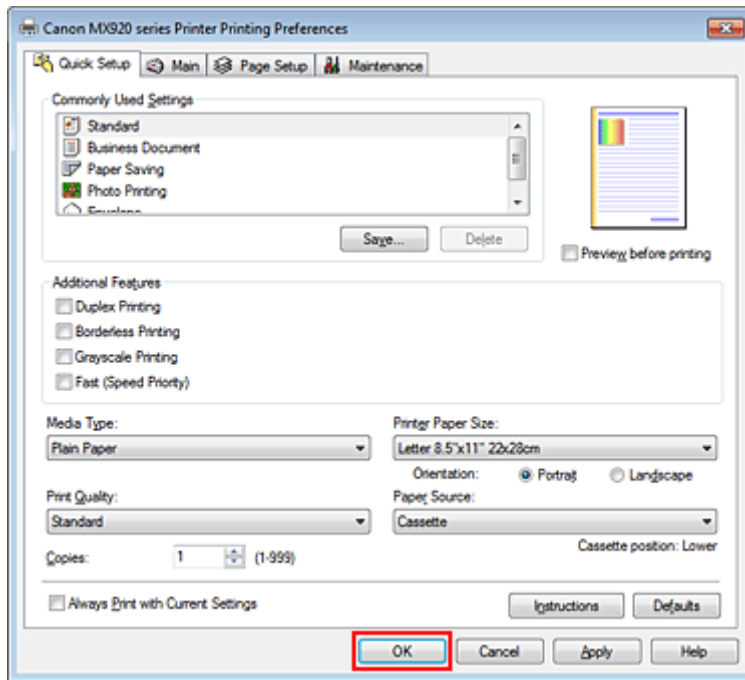 Canon MX920 series Printer Printing Preferences
Quick Setup Main Page Setup Maintenance
Commonly Used Settings
Standard
Business Document
Paper Saving
Photo Printing
Envelope
Save... Delete
Preview before printing
Additional Features
Duplex Printing
Borderless Printing
Grayscale Printing
Fast (Speed Priority)
Media Type: Printer Paper Size:
Plain Paper Letter 8.5"x11" 22x28cm
Orientation: Portrait Landscape
Print Quality: Paper Source:
Standard Cassette
Cassette position: Lower
Copies: 1 (1-999)
Always Print with Current Settings Instructions Defaults
OK Cancel Apply Help